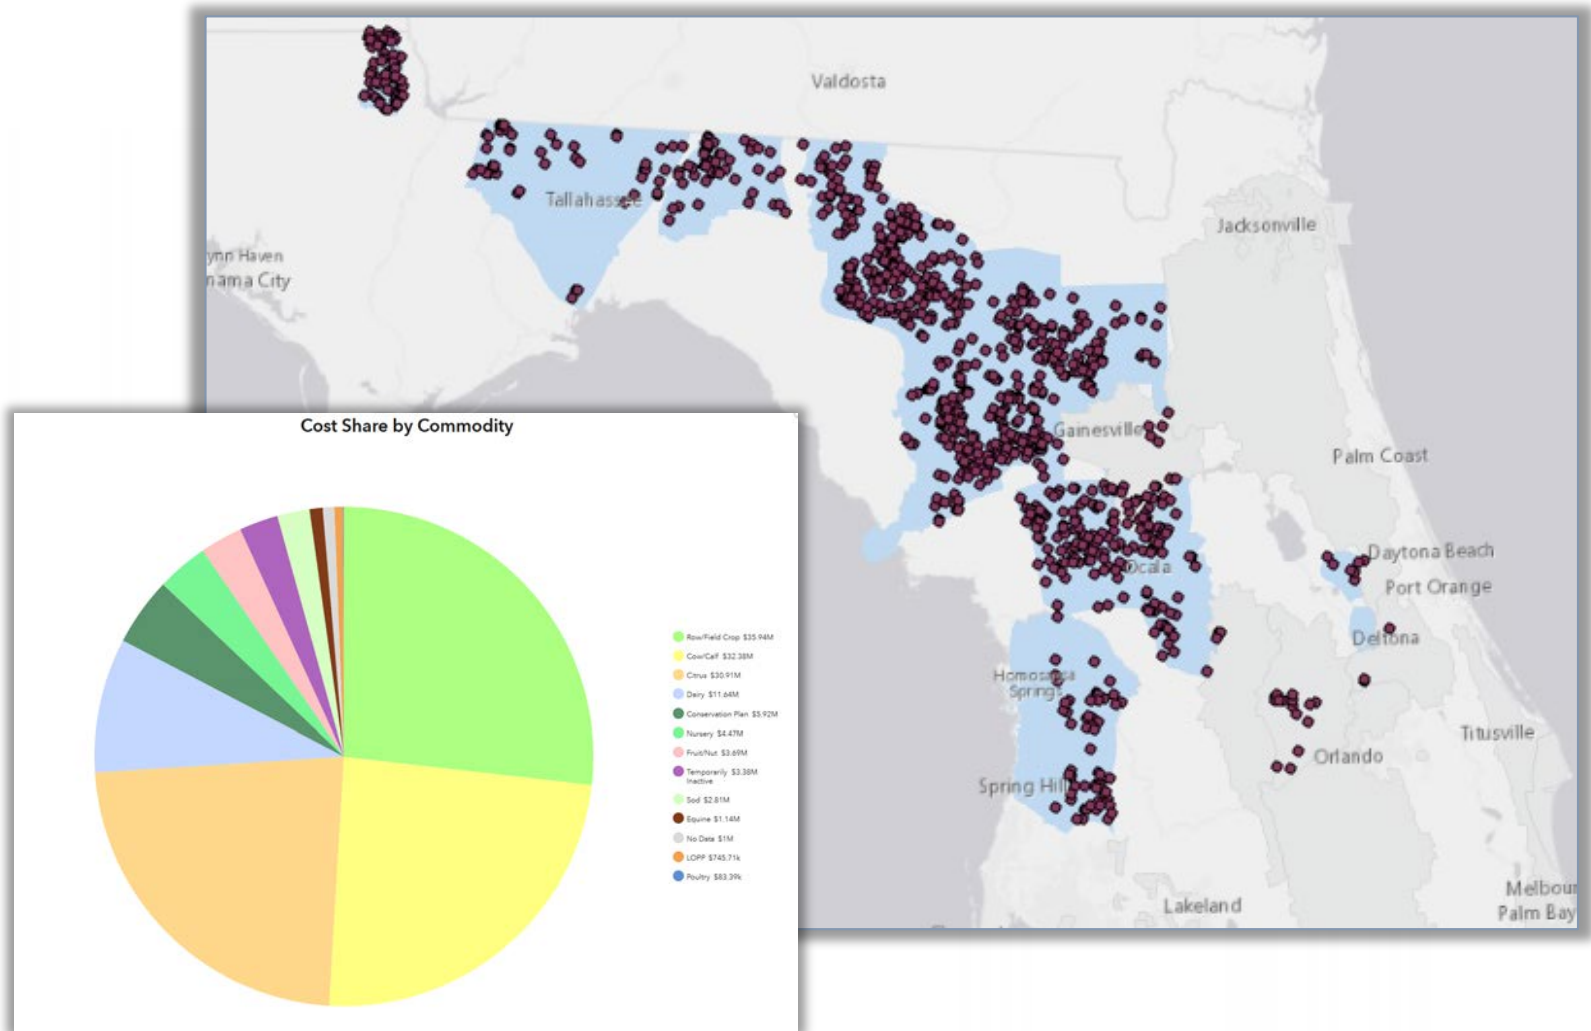 Valdosta
Tallahassee
Jacksonville
ynn Haven
nama City
Gainesville
Palm Coast
Daytona Beach
Ocala
Port Orange
Deltona
Homosassa
Springs
Titusville
Orlando
Spring Hill
Lakeland
Melbour
Palm Bay
Cost Share by Commodity
Row/Field Crop $35.94M
Cow/Calf $32.38M
Citrus $30.91M
Dairy $11.64M
Conservation Plan $5.92M
Nursery $4.47M
Fruit/Nut $3.69M
Temporarily $3.38M
Inactive
Sod $2.81M
Equine $1.14M
No Data $1M
LOPP $745.71k
Poultry $83.39k